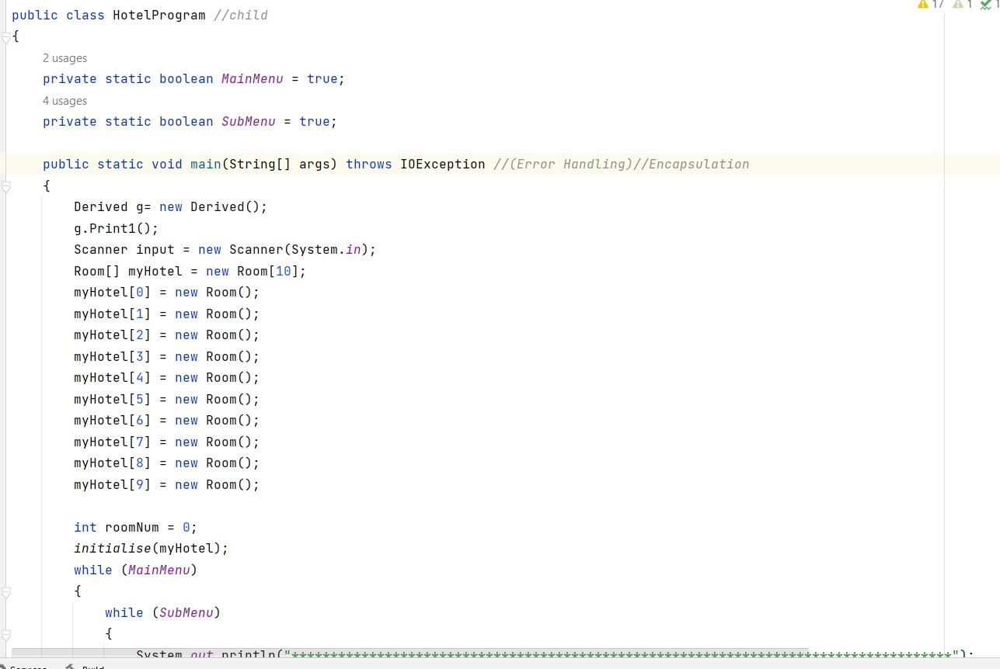 public class HotelProgram //child
17 1 1
{
2 usages
private static boolean MainMenu = true;
4 usages
private static boolean SubMenu = true;
public static void main(String[] args) throws IOException //(Error Handling)//Encapsulation
{
Derived g= new Derived();
g.Print1();
Scanner input = new Scanner(System.in);
Room[] myHotel = new Room[10];
myHotel[0] = new Room();
myHotel[1] = new Room();
myHotel[2] = new Room();
myHotel[3] = new Room();
myHotel[4] = new Room();
myHotel[5] = new Room();
myHotel[6] = new Room();
myHotel[7] = new Room();
myHotel[8] = new Room();
myHotel[9] = new Room();
int roomNum = 0;
initialise(myHotel);
while (MainMenu)
{
while (SubMenu)
{
System.out.println("*************************************************************************************");
Services Build